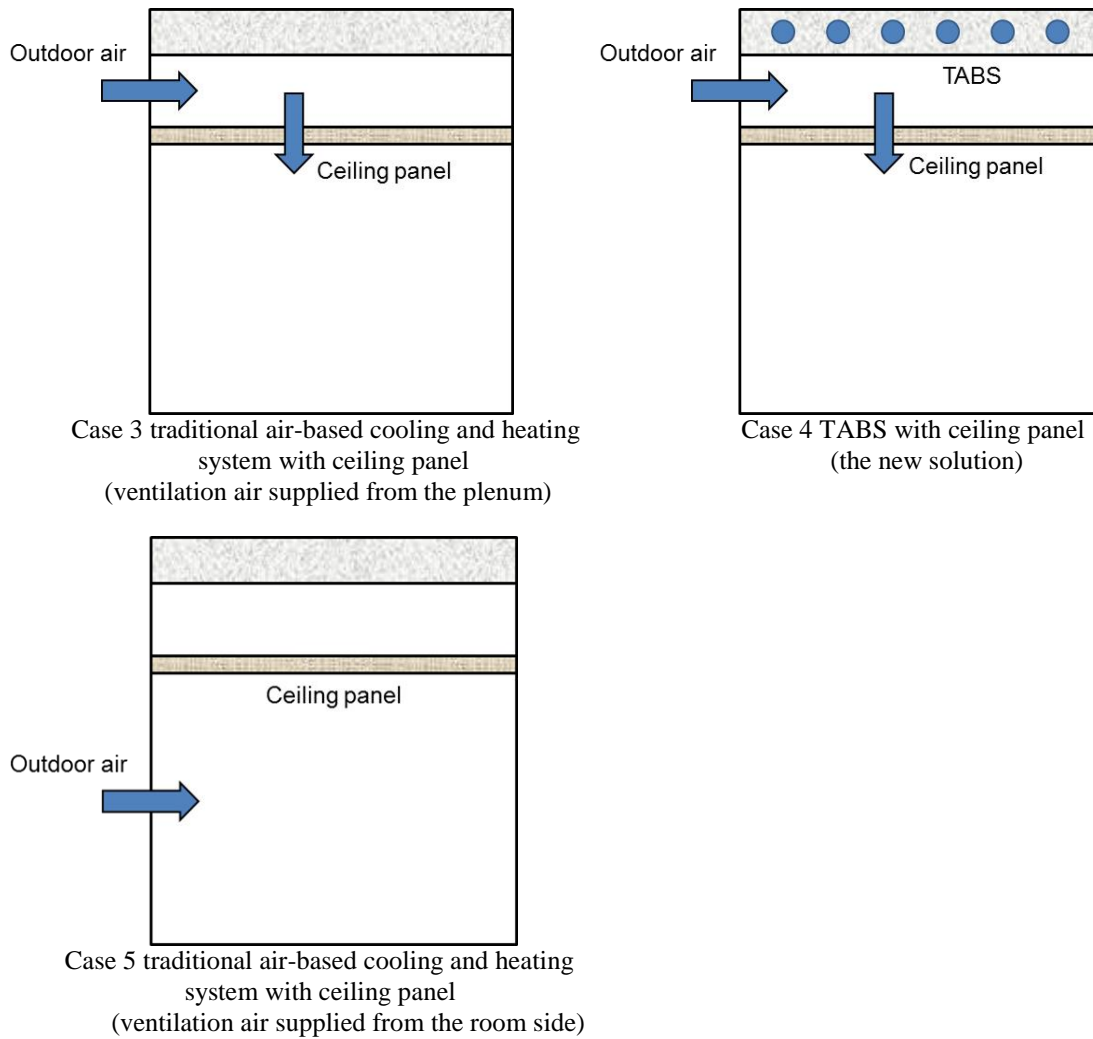 Outdoor air
Ceiling panel
Case 3 traditional air-based cooling and heating
system with ceiling panel
(ventilation air supplied from the plenum)
Outdoor air
TABS
Ceiling panel
Case 4 TABS with ceiling panel
(the new solution)
Ceiling panel
Outdoor air
Case 5 traditional air-based cooling and heating
system with ceiling panel
(ventilation air supplied from the room side)